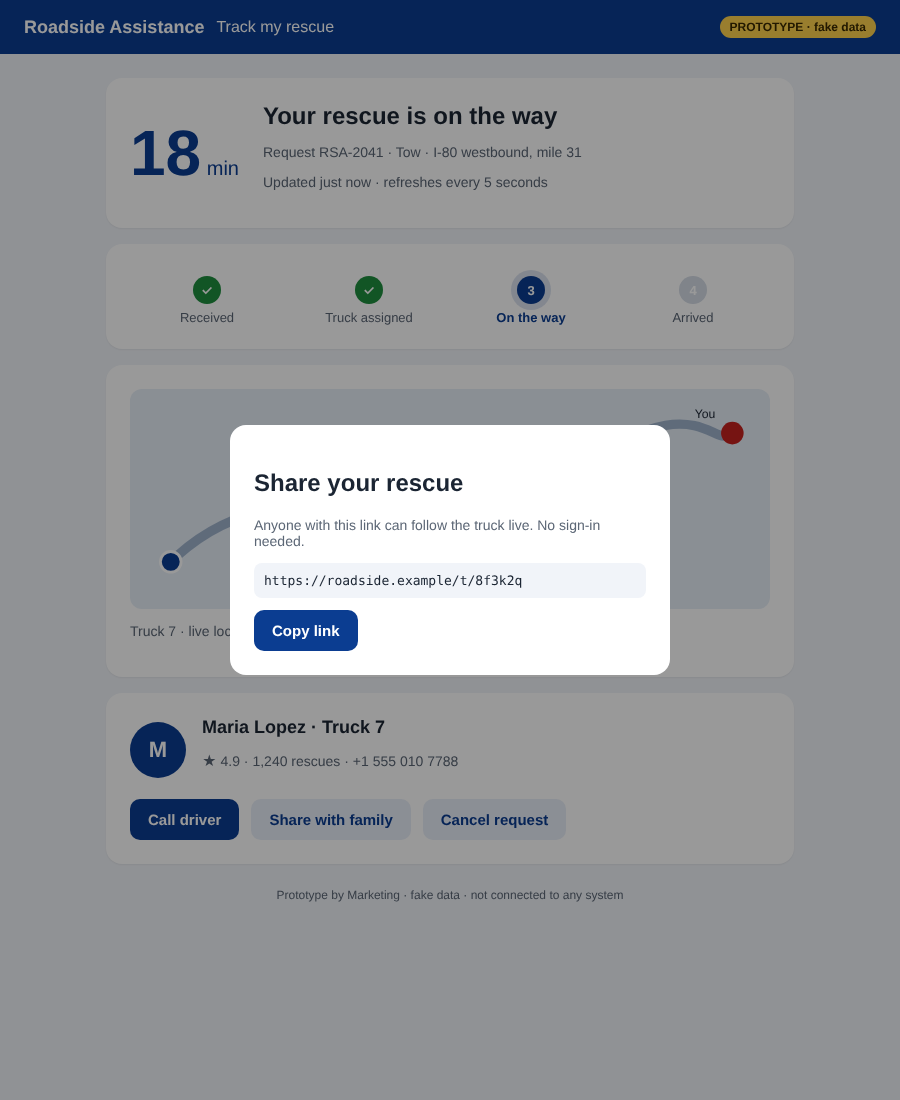 Roadside Assistance Track my rescue PROTOTYPE · fake data
18 min
Your rescue is on the way
Request RSA-2041 · Tow · I-80 westbound, mile 31
Updated just now · refreshes every 5 seconds
3
4
Received
Truck assigned
On the way
Arrived
You
Share your rescue
Anyone with this link can follow the truck live. No sign-in
needed.
https://roadside.example/t/8f3k2q
Copy link
Truck 7 · live
M
Maria Lopez · Truck 7
★ 4.9 · 1,240 rescues · +1 555 010 7788
Call driver
Share with family
Cancel request
Prototype by Marketing · fake data · not connected to any system